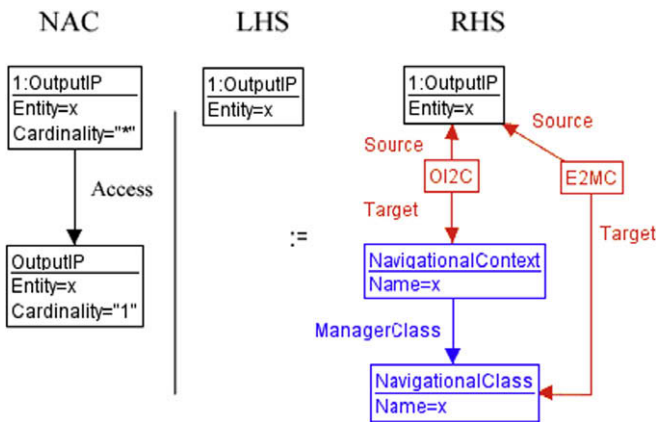 NAC
LHS
RHS
1:OutputIP
Entity=x
Cardinality="*"
Access
OutputIP
Entity=x
Cardinality="1"
1:OutputIP
Entity=x
:=
1:OutputIP
Entity=x
Source
Source
OI2C
E2MC
Target
Target
NavigationalContext
Name=x
ManagerClass
NavigationalClass
Name=x